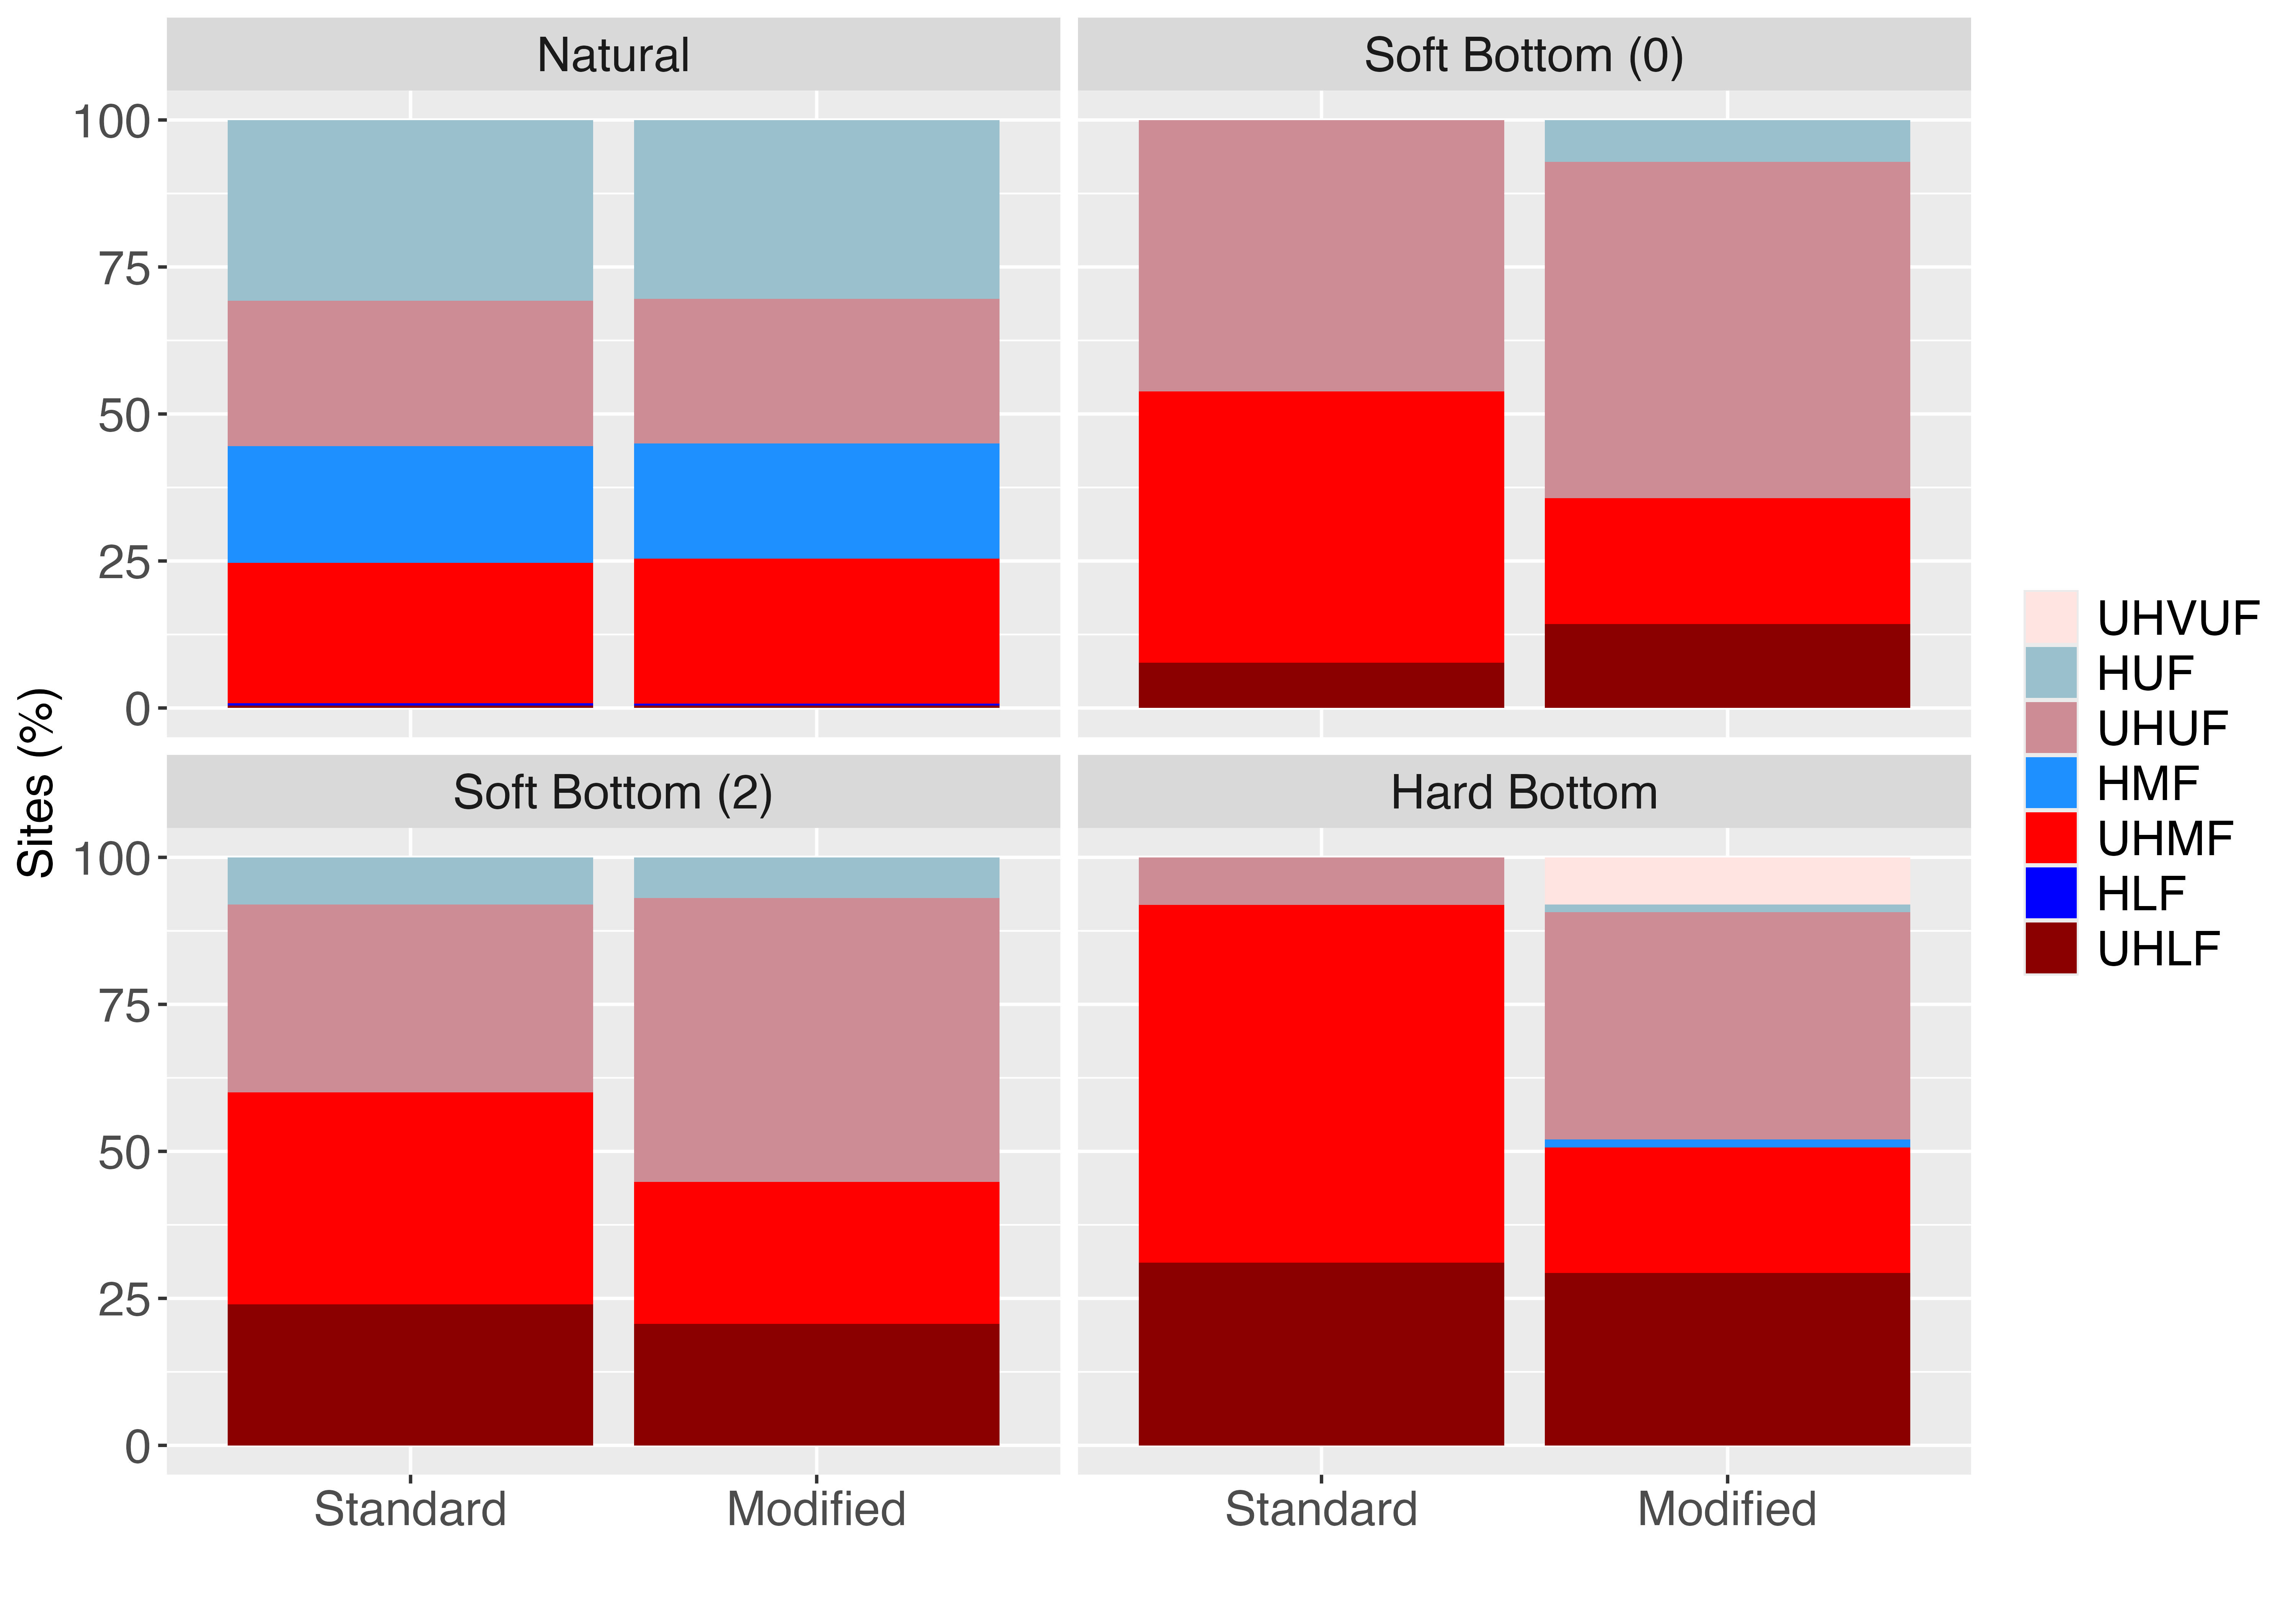 Natural
Soft Bottom (0)
100
75
50
25
0
Sites (%)
Soft Bottom (2)
Hard Bottom
100
75
50
25
0
Standard
Modified
Standard
Modified
UHVUF
HUF
UHUF
HMF
UHMF
HLF
UHLF